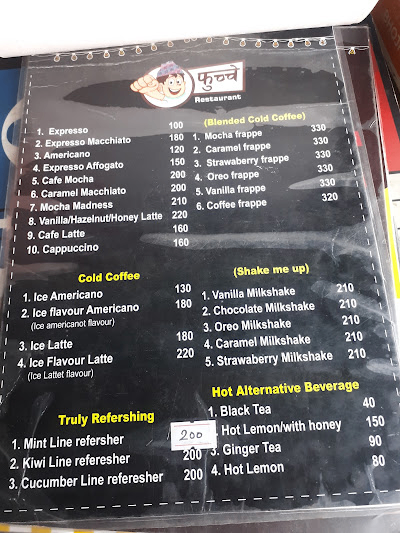 फुच्चे
Restaurant
1. Expresso 100
2. Expresso Macchiato 180
3. Americano 120
4. Expresso Affogato 150
5. Cafe Mocha 200
6. Caramel Macchiato 200
7. Mocha Madness 210
8. Vanilla/Hazelnut/Honey Latte 220
9. Cafe Latte 160
10. Cappuccino 160
(Blended Cold Coffee)
1. Mocha frappe 330
2. Caramel frappe 330
3. Strawaberry frappe 330
4. Oreo frappe 330
5. Vanilla frappe 330
6. Coffee frappe 320
Cold Coffee
1. Ice Americano 130
2. Ice flavour Americano 180
(Ice americanot flavour)
3. Ice Latte 180
4. Ice Flavour Latte 220
(Ice Lattet flavour)
(Shake me up)
1. Vanilla Milkshake 210
2. Chocolate Milkshake 210
3. Oreo Milkshake 210
4. Caramel Milkshake 210
5. Strawaberry Milkshake 210
Truly Refershing
1. Mint Line refersher 200
2. Kiwi Line referesher 200
3. Cucumber Line referesher 200
Hot Alternative Beverage
1. Black Tea 40
Hot Lemon/with honey 150
3. Ginger Tea 90
4. Hot Lemon 80